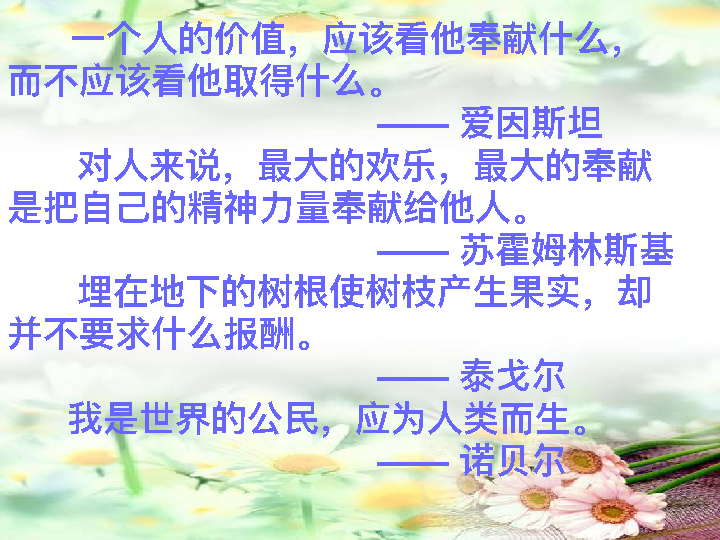 一个人的价值，应该看他奉献什么，
而不应该看他取得什么。
—— 爱因斯坦
对人来说，最大的欢乐，最大的奉献
是把自己的精神力量奉献给他人。
—— 苏霍姆林斯基
埋在地下的树根使树枝产生果实，却
并不要求什么报酬。
—— 泰戈尔
我是世界的公民，应为人类而生。
—— 诺贝尔